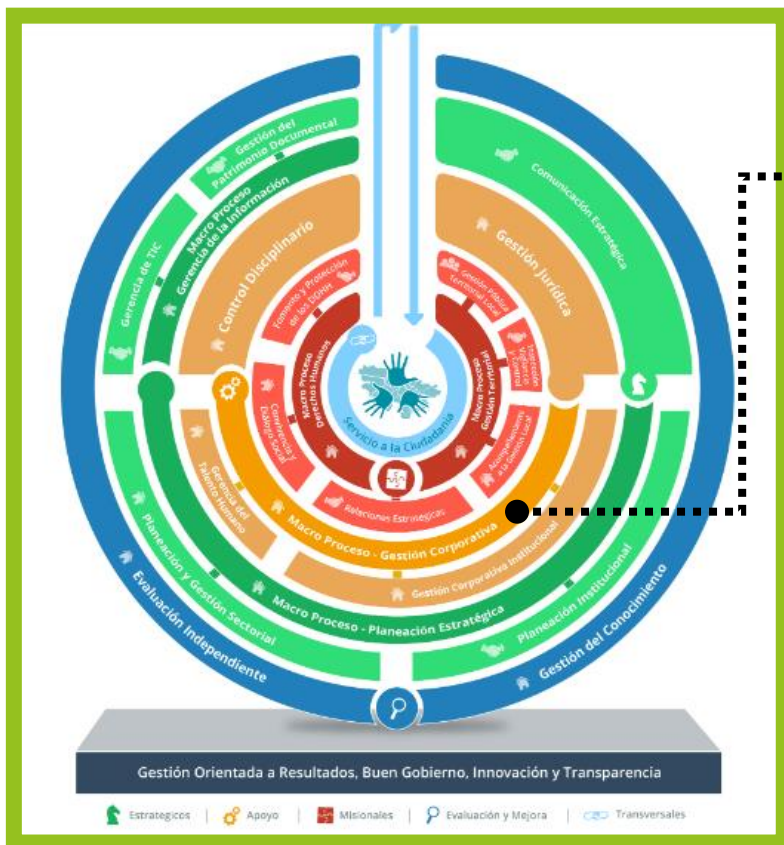 Gestión del
Patrimonio Documental
Macro Proceso
Gerencia de la Información
Gerencia de TIC
Control Disciplinario
Fomento y Protección
de los DDHH
Macro Proceso
Derechos Humanos
Convivencia y
Diálogo Social
Comunicación Estratégica
Gestión Jurídica
Gestión Pública
Territorial Local
Inspección
Vigilancia
y Control
Macro Proceso
Gestión Territorial
Acompañamiento
a la Gestión Local
Servicio a la Ciudadanía
Relaciones Estratégicas
Gerencia del
Talento Humano
Macro Proceso - Gestión Corporativa
Gestión Corporativa Institucional
Macro Proceso - Planeación Estratégica
Planeación y Gestión Sectorial
Planeación Institucional
Evaluación Independiente
Gestión del Conocimiento
Gestión Orientada a Resultados, Buen Gobierno, Innovación y Transparencia
Estrategicos | Apoyo | Misionales | Evaluación y Mejora | Transversales